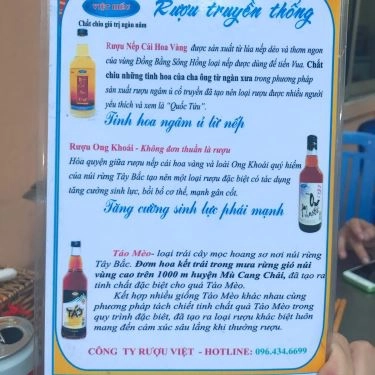 VIỆT HIẾU
Rượu truyền thống
Chất chìu giá trị ngàn năm
Rượu Nếp Cái Hoa Vàng được sản xuất từ lúa nếp dẻo và thơm ngon
của vùng Đồng Bằng Sông Hồng loại nếp được dùng để tiến Vua. Chắt
chìu những tinh hoa của cha ông từ ngàn xưa trong phương pháp
sản xuất rượu ngâm ủ cổ truyền đã tạo nên loại rượu được nhiều người
yêu thích và xem là "Quốc Tửu".
Tinh hoa ngâm ủ từ nếp
Rượu Ong Khoái - Không đơn thuần là rượu
Hòa quyện giữa rượu nếp cái hoa vàng và loài Ong Khoái quý hiếm
của núi rừng Tây Bắc tạo nên một loại rượu đặc biệt có tác dụng
tăng cường sinh lực, bồi bổ cơ thể, mạnh gân cốt.
Tăng cường sinh lực phái mạnh
Táo Mèo- loại trái cây mọc hoang sơ nơi núi rừng
Tây Bắc. Đơm hoa kết trái trong mưa rừng gió núi
vùng cao trên 1000 m huyện Mù Cang Chải, đã tạo ra
tinh chất đặc biệt cho quả Táo Mèo.
Kết hợp nhiều giống Táo Mèo khác nhau cùng
phương pháp tách chiết tinh chất quả Táo Mèo trong
quy trình đặc biệt, đã tạo ra loại rượu khác biệt luôn
mang đến cảm xúc sâu lắng khi thưởng rượu.
CÔNG TY RƯỢU VIỆT - HOTLINE: 096.434.6699